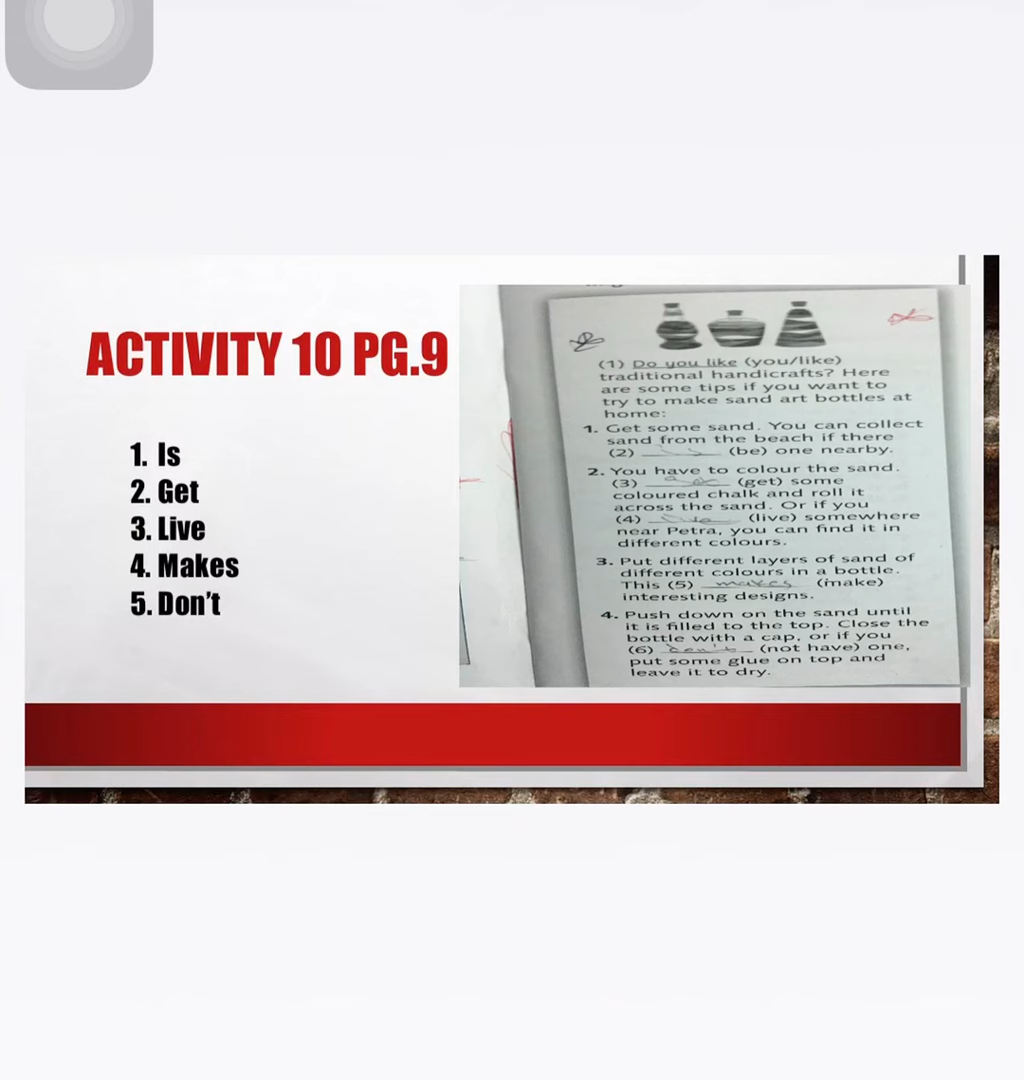 ACTIVITY 10 PG.9
1. Is
2. Get
3. Live
4. Makes
5. Don't
(1) Do you like (you/like)
traditional handicrafts? Here
are some tips if you want to
try to make sand art bottles at
home:
1. Get some sand. You can collect
sand from the beach if there
(2) (be) one nearby.
2. You have to colour the sand.
(3) get (get) some
coloured chalk and roll it
across the sand. Or if you
(4) live (live) somewhere
near Petra, you can find it in
different colours.
3. Put different layers of sand of
different colours in a bottle.
This (5) makes (make)
interesting designs.
4. Push down on the sand until
it is filled to the top. Close the
bottle with a cap, or if you
(6) don't (not have) one,
put some glue on top and
leave it to dry.